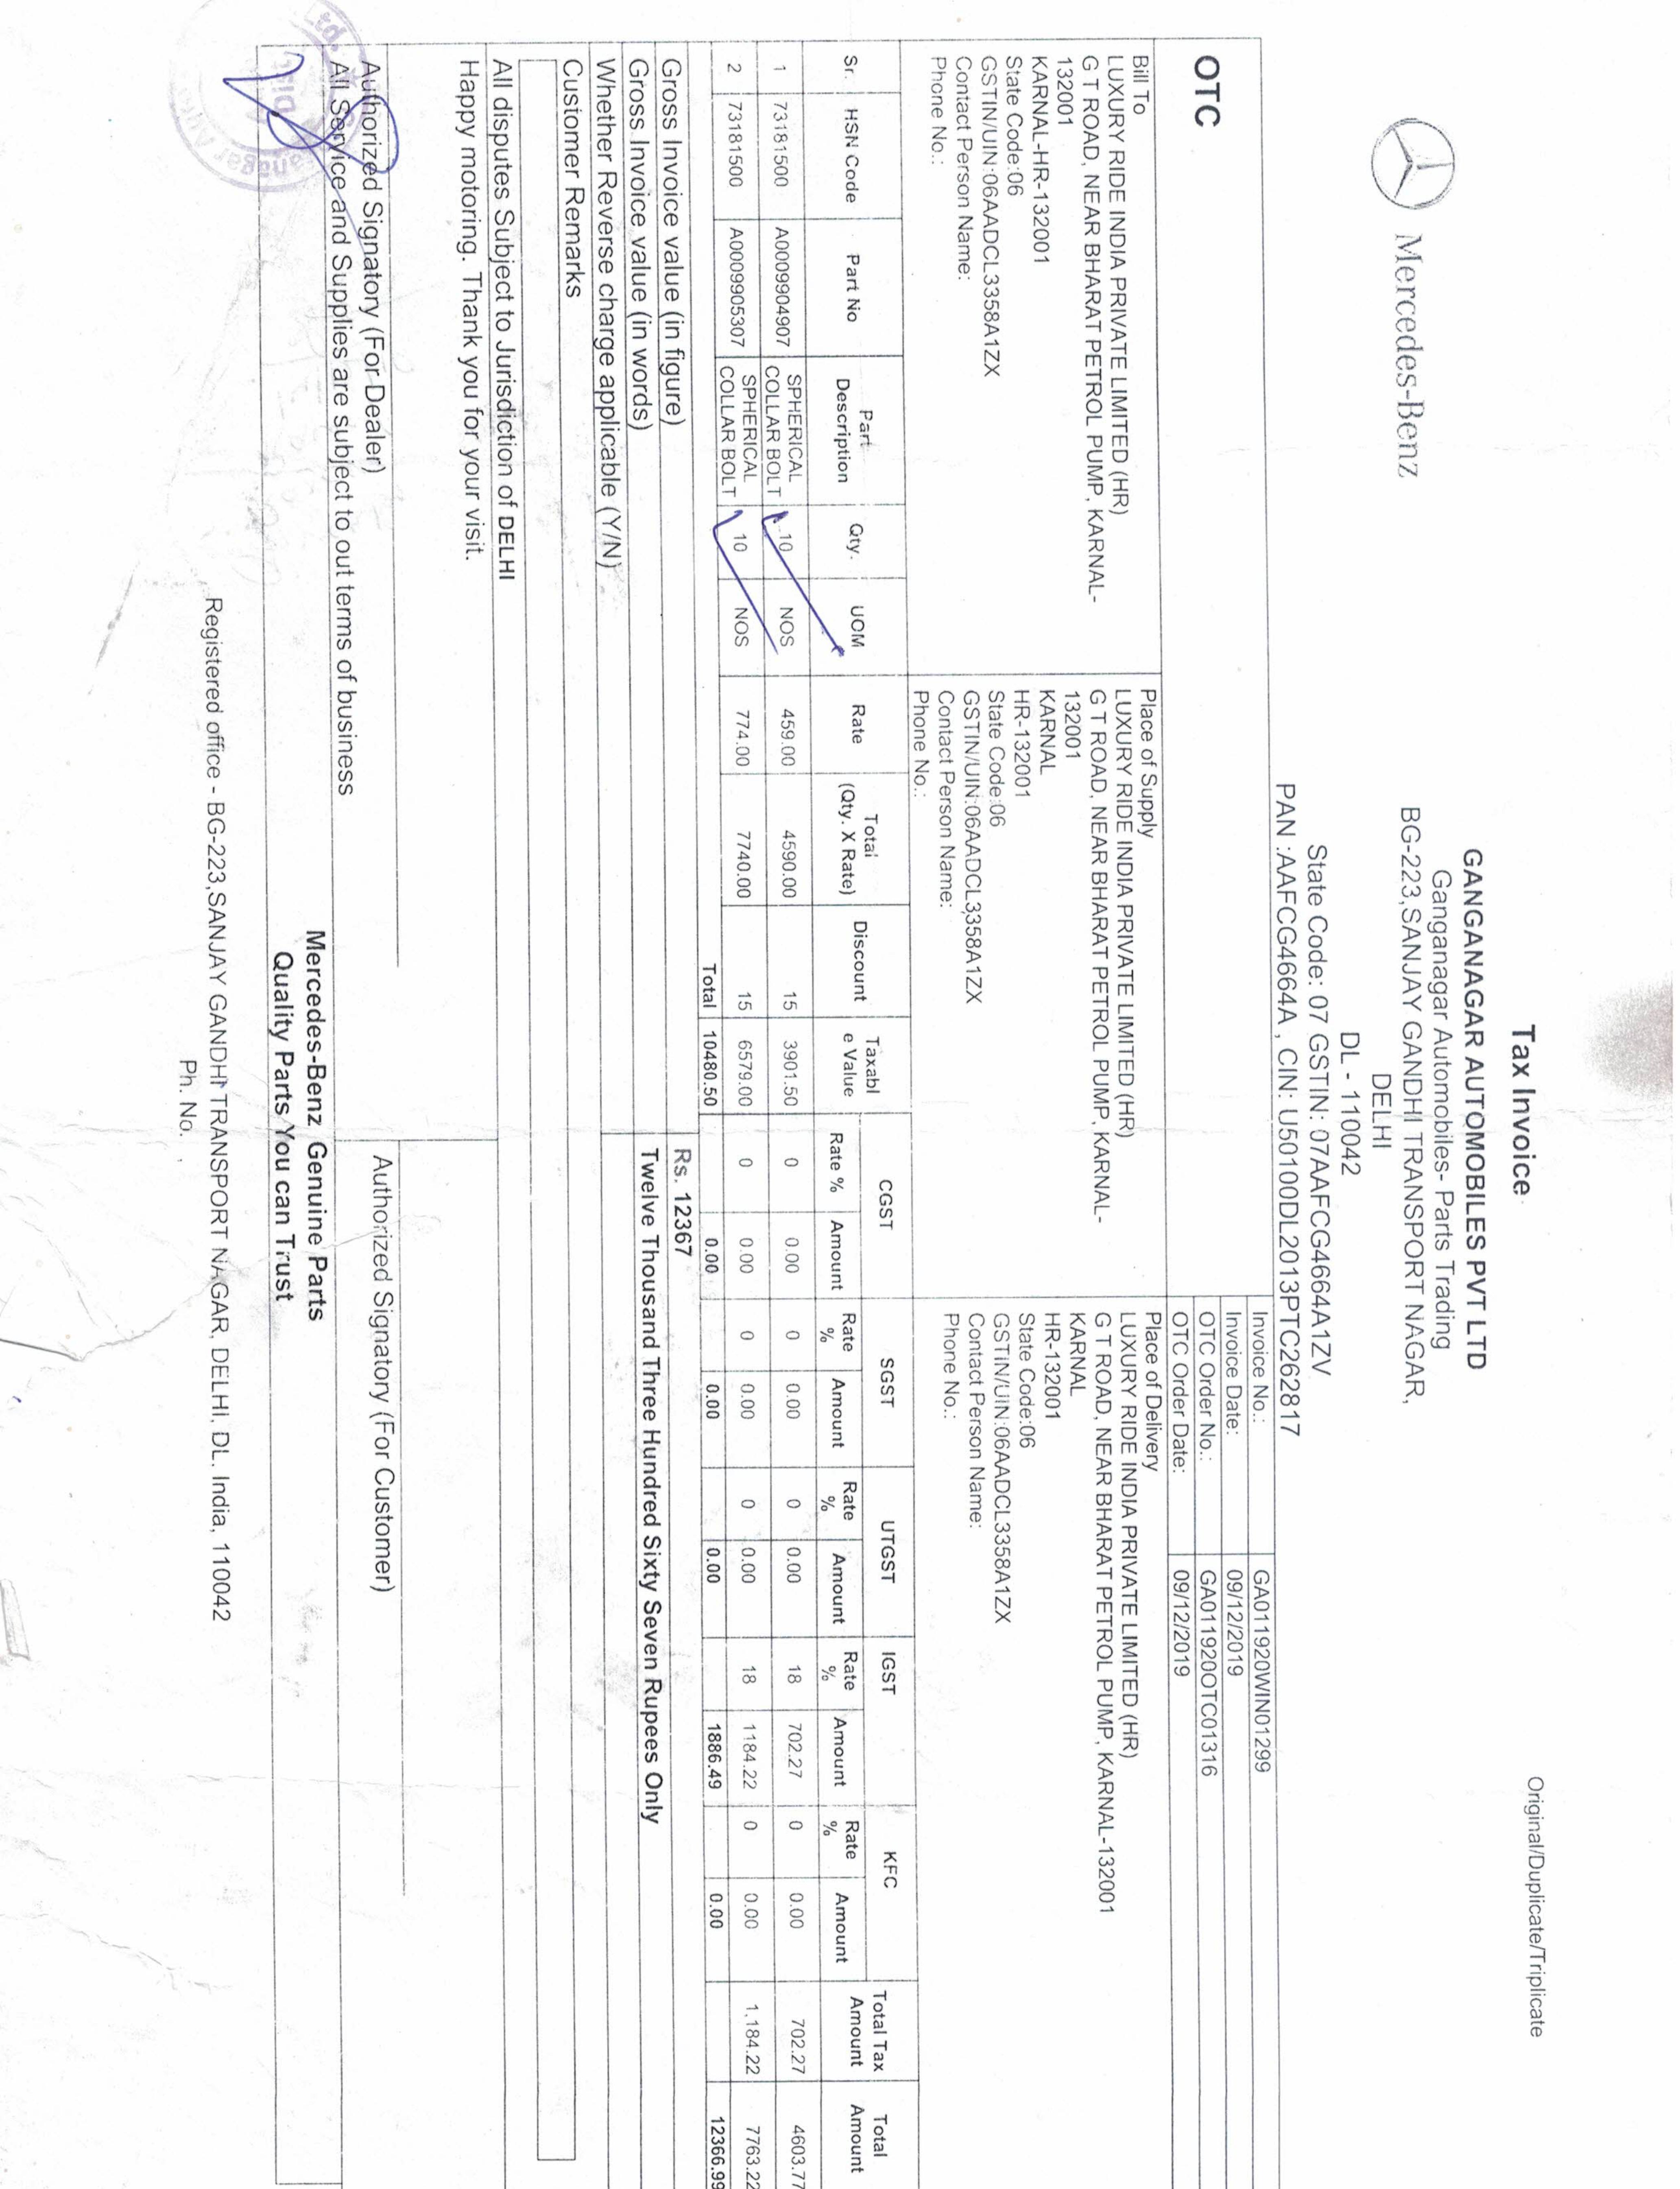 Original/Duplicate/Triplicate
Tax Invoice
GANGANAGAR AUTOMOBILES PVT LTD
Ganganagar Automobiles- Parts Trading
BG-223,SANJAY GANDHI TRANSPORT NAGAR,
DELHI
DL - 110042
State Code: 07 GSTIN: 07AAFCG4664A1ZV
PAN :AAFCG4664A , CIN: U50100DL2013PTC262817
Mercedes-Benz
OTC
Invoice No.: GA011920WIN01299
Invoice Date: 09/12/2019
OTC Order No.: GA011920OTC01316
OTC Order Date: 09/12/2019
Bill To
LUXURY RIDE INDIA PRIVATE LIMITED (HR)
G T ROAD, NEAR BHARAT PETROL PUMP, KARNAL-
132001
KARNAL-HR-132001
State Code:06
GSTIN/UIN:06AADCL3358A1ZX
Contact Person Name:
Phone No.:
Place of Supply
LUXURY RIDE INDIA PRIVATE LIMITED (HR)
G T ROAD, NEAR BHARAT PETROL PUMP, KARNAL-
132001
KARNAL
HR-132001
State Code:06
GSTIN/UIN:06AADCL3358A1ZX
Contact Person Name:
Phone No.:
Place of Delivery
LUXURY RIDE INDIA PRIVATE LIMITED (HR)
G T ROAD, NEAR BHARAT PETROL PUMP, KARNAL-132001
KARNAL
HR-132001
State Code:06
GSTIN/UIN:06AADCL3358A1ZX
Contact Person Name:
Phone No.:
Sr. HSN Code Part No Part Description Qty. UOM Rate Total (Qty. X Rate) Discount Taxable Value CGST SGST UTGST IGST KFC Total Tax Amount Total Amount
Rate % Amount Rate % Amount Rate % Amount Rate % Amount Rate % Amount
1 73181500 A0009904907 SPHERICAL COLLAR BOLT 10 NOS 459.00 4590.00 15 3901.50 0 0.00 0 0.00 0 0.00 18 702.27 0 0.00 702.27 4603.77
2 73181500 A0009905307 SPHERICAL COLLAR BOLT 10 NOS 774.00 7740.00 15 6579.00 0 0.00 0 0.00 0 0.00 18 1184.22 0 0.00 1,184.22 7763.22
Total 10480.50 0.00 0.00 0.00 1886.49 0.00 12366.99
Gross Invoice value (in figure) Rs. 12367
Gross Invoice value (in words) Twelve Thousand Three Hundred Sixty Seven Rupees Only
Whether Reverse charge applicable (Y/N)
Customer Remarks
All disputes Subject to Jurisdiction of DELHI
Happy motoring. Thank you for your visit.
Authorized Signatory (For Dealer)
Authorized Signatory (For Customer)
All Service and Supplies are subject to out terms of business
Mercedes-Benz Genuine Parts
Quality Parts You can Trust
Registered office - BG-223,SANJAY GANDHI TRANSPORT NAGAR, DELHI, DL. India, 110042
Ph. No. ,